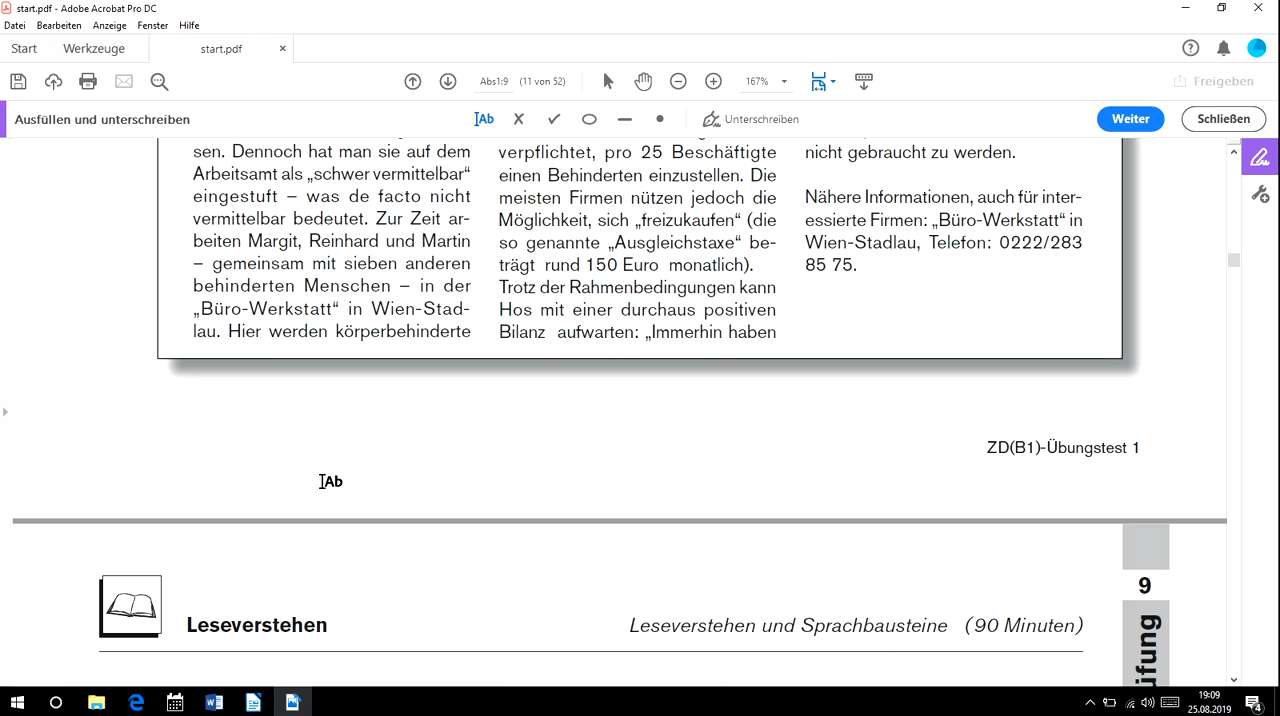 start.pdf - Adobe Acrobat Pro DC
Datei Bearbeiten Anzeige Fenster Hilfe
Start Werkzeuge start.pdf
Abs1:9 (11 von 52) 167% Freigeben
Ausfüllen und unterschreiben Ab Unterschreiben Weiter Schließen
sen. Dennoch hat man sie auf dem
Arbeitsamt als „schwer vermittelbar“
eingestuft – was de facto nicht
vermittelbar bedeutet. Zur Zeit ar-
beiten Margit, Reinhard und Martin
– gemeinsam mit sieben anderen
behinderten Menschen – in der
„Büro-Werkstatt“ in Wien-Stad-
lau. Hier werden körperbehinderte
verpflichtet, pro 25 Beschäftigte
einen Behinderten einzustellen. Die
meisten Firmen nützen jedoch die
Möglichkeit, sich „freizukaufen“ (die
so genannte „Ausgleichstaxe“ be-
trägt rund 150 Euro monatlich).
Trotz der Rahmenbedingungen kann
Hos mit einer durchaus positiven
Bilanz aufwarten: „Immerhin haben
nicht gebraucht zu werden.
Nähere Informationen, auch für inter-
essierte Firmen: „Büro-Werkstatt“ in
Wien-Stadlau, Telefon: 0222/283
85 75.
ZD(B1)-Übungstest 1
Ab
9
Leseverstehen
Leseverstehen und Sprachbausteine (90 Minuten)
19:09
25.08.2019
4